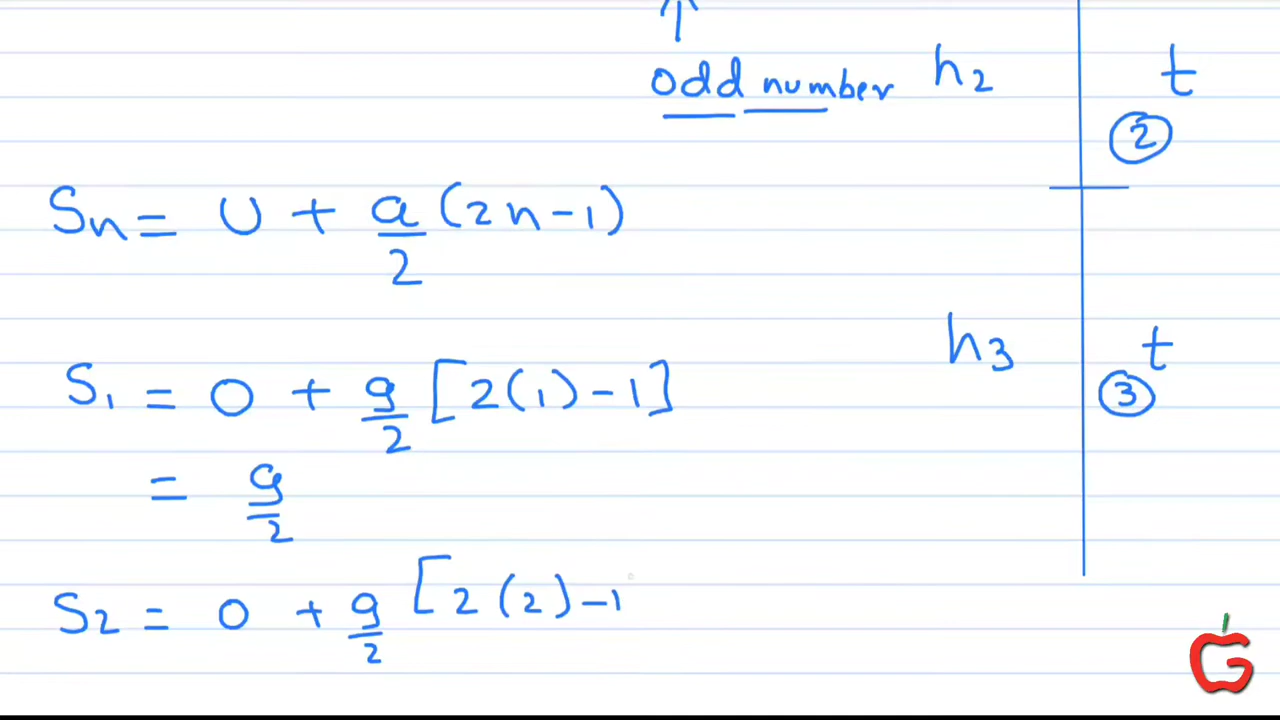 ↑
odd number
h₂ t
②
Sn = U + a/2 (2n-1)
h₃ t
③
S₁ = 0 + g/2 [2(1)-1]
= g/2
S₂ = 0 + g/2 [2(2)-1
G